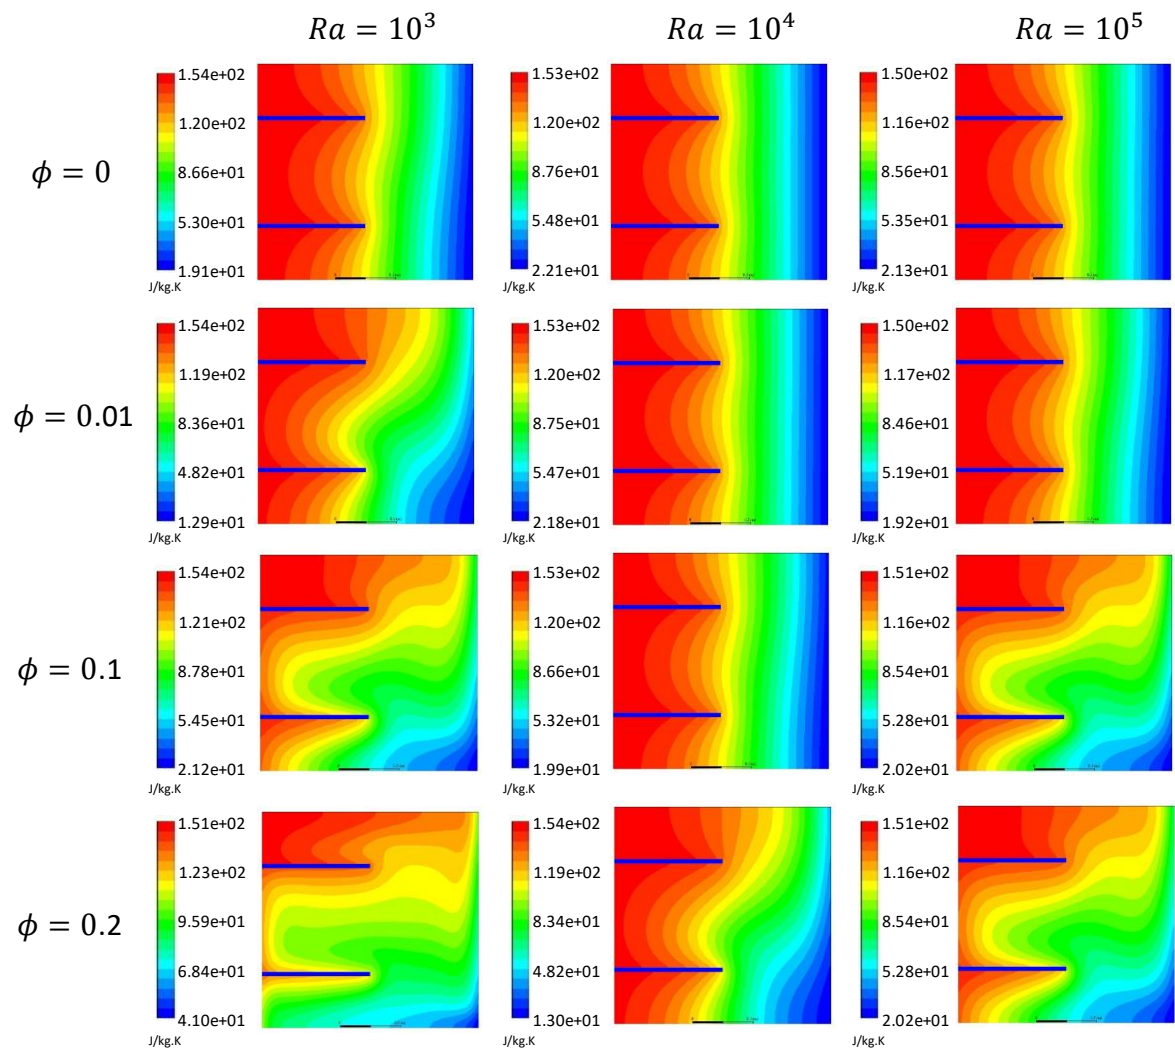 Ra = 10³ Ra = 10⁴ Ra = 10⁵
ϕ = 0
1.54e+02
1.20e+02
8.66e+01
5.30e+01
1.91e+01
J/kg.K
1.53e+02
1.20e+02
8.76e+01
5.48e+01
2.21e+01
J/kg.K
1.50e+02
1.16e+02
8.56e+01
5.35e+01
2.13e+01
J/kg.K
ϕ = 0.01
1.54e+02
1.19e+02
8.36e+01
4.82e+01
1.29e+01
J/kg.K
1.53e+02
1.20e+02
8.75e+01
5.47e+01
2.18e+01
J/kg.K
1.50e+02
1.17e+02
8.46e+01
5.19e+01
1.92e+01
J/kg.K
ϕ = 0.1
1.54e+02
1.21e+02
8.78e+01
5.45e+01
2.12e+01
J/kg.K
1.53e+02
1.20e+02
8.66e+01
5.32e+01
1.99e+01
J/kg.K
1.51e+02
1.16e+02
8.54e+01
5.28e+01
2.02e+01
J/kg.K
ϕ = 0.2
1.51e+02
1.23e+02
9.59e+01
6.84e+01
4.10e+01
J/kg.K
1.54e+02
1.19e+02
8.34e+01
4.82e+01
1.30e+01
J/kg.K
1.51e+02
1.16e+02
8.54e+01
5.28e+01
2.02e+01
J/kg.K